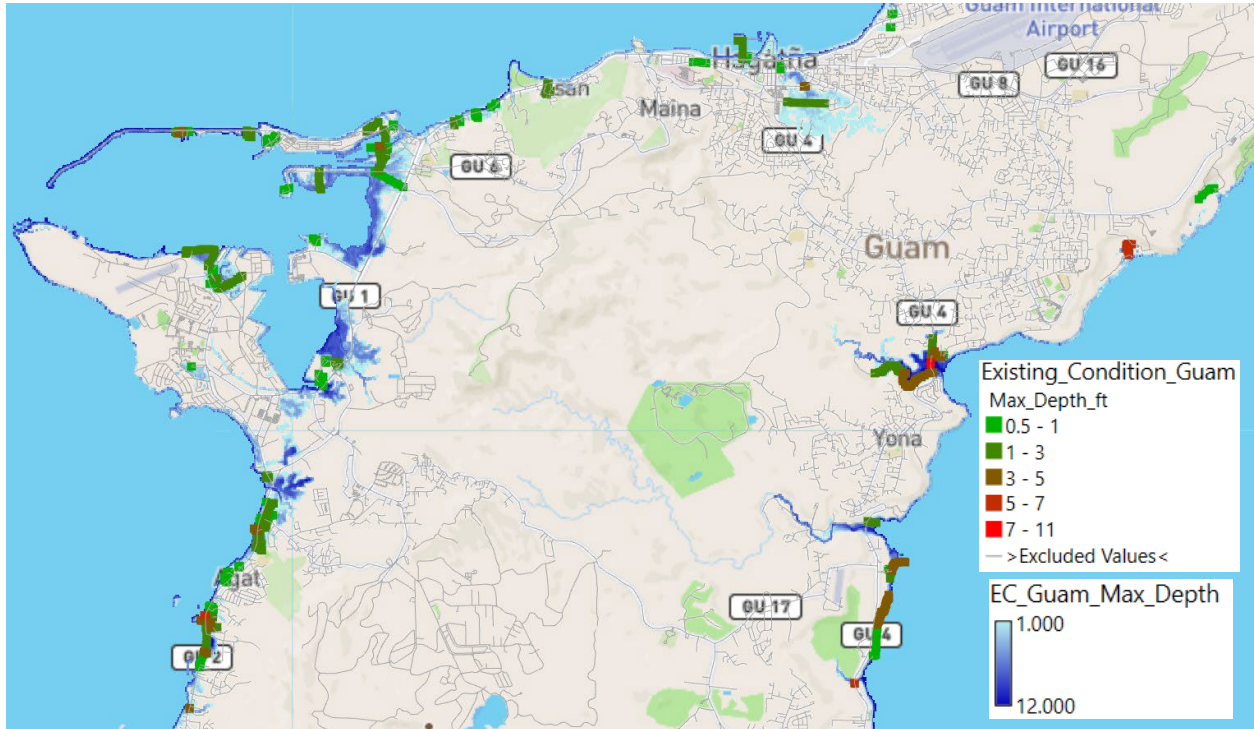 Guam International
Airport
Hagåtña
GU 16
GU 8
Asan
Maina
GU 4
GU 6
Guam
GU 1
GU 4
Existing_Condition_Guam
Max_Depth_ft
0.5 - 1
1 - 3
3 - 5
5 - 7
7 - 11
>Excluded Values<
Yona
Agat
GU 17
EC_Guam_Max_Depth
1.000
12.000
GU 4
GU 2